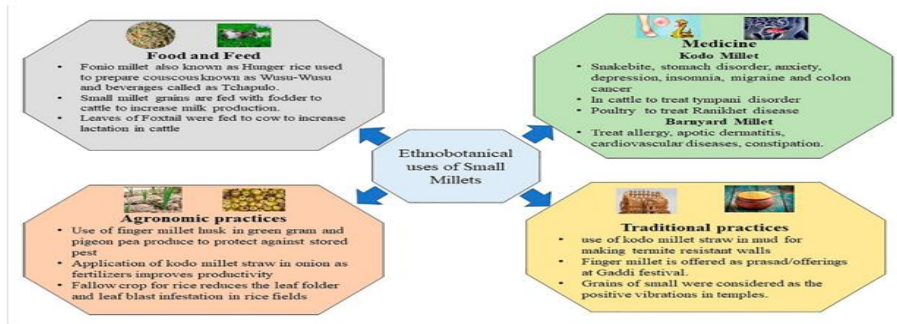 Food and Feed
• Fonio millet also known as Hunger rice used
to prepare couscous known as Wusu-Wusu
and beverages called as Tchapulo.
• Small millet grains are fed with fodder to
cattle to increase milk production.
• Leaves of Foxtail were fed to cow to increase
lactation in cattle
Medicine
Kodo Millet
• Snakebite, stomach disorder, anxiety,
depression, insomnia, migraine and colon
cancer
• In cattle to treat tympani disorder
• Poultry to treat Ranikhet disease
Barnyard Millet
• Treat allergy, apotic dermatitis,
cardiovascular diseases, constipation.
Ethnobotanical
uses of Small
Millets
Agronomic practices
• Use of finger millet husk in green gram and
pigeon pea produce to protect against stored
pest
• Application of kodo millet straw in onion as
fertilizers improves productivity
• Fallow crop for rice reduces the leaf folder
and leaf blast infestation in rice fields
Traditional practices
• use of kodo millet straw in mud for
making termite resistant walls
• Finger millet is offered as prasad/offerings
at Gaddi festival.
• Grains of small were considered as the
positive vibrations in temples.